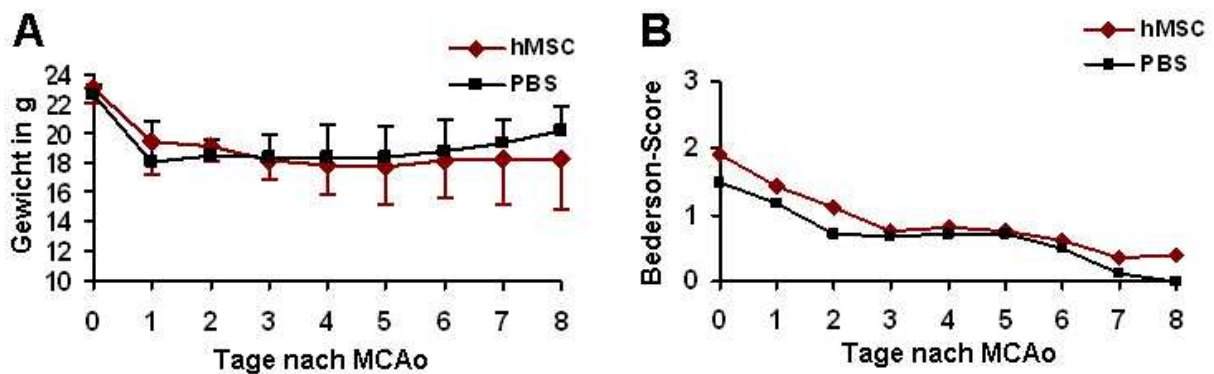 A
hMSC
PBS
Gewicht in g
24
22
20
18
16
14
12
10
0 1 2 3 4 5 6 7 8
Tage nach MCAo
B
hMSC
PBS
Bederson-Score
3
2
1
0
0 1 2 3 4 5 6 7 8
Tage nach MCAo